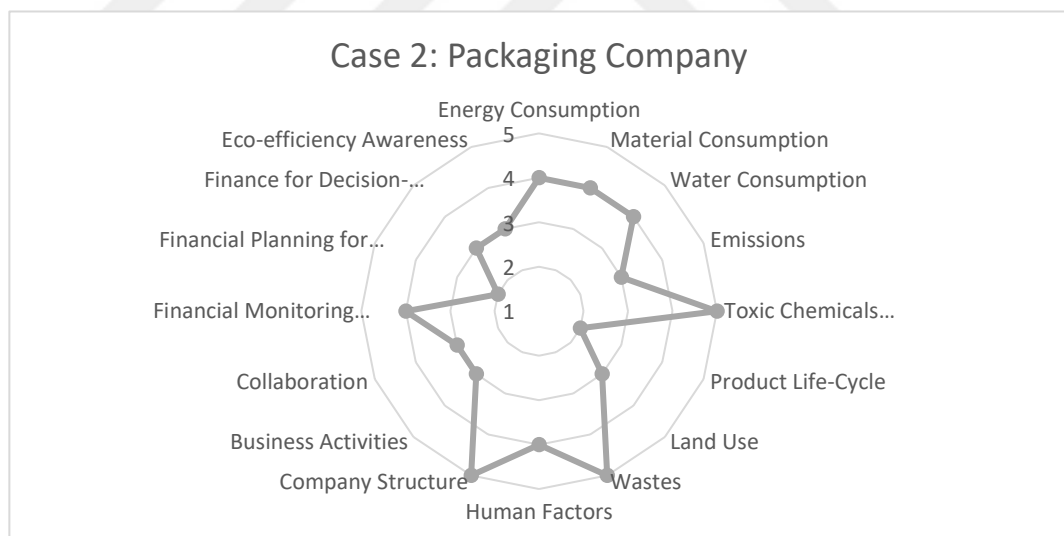 Case 2: Packaging Company
Energy Consumption
Eco-efficiency Awareness
Material Consumption
Finance for Decision-...
Water Consumption
Financial Planning for...
Emissions
Financial Monitoring...
Toxic Chemicals...
Collaboration
Product Life-Cycle
Business Activities
Land Use
Company Structure
Wastes
Human Factors
5
4
3
2
1